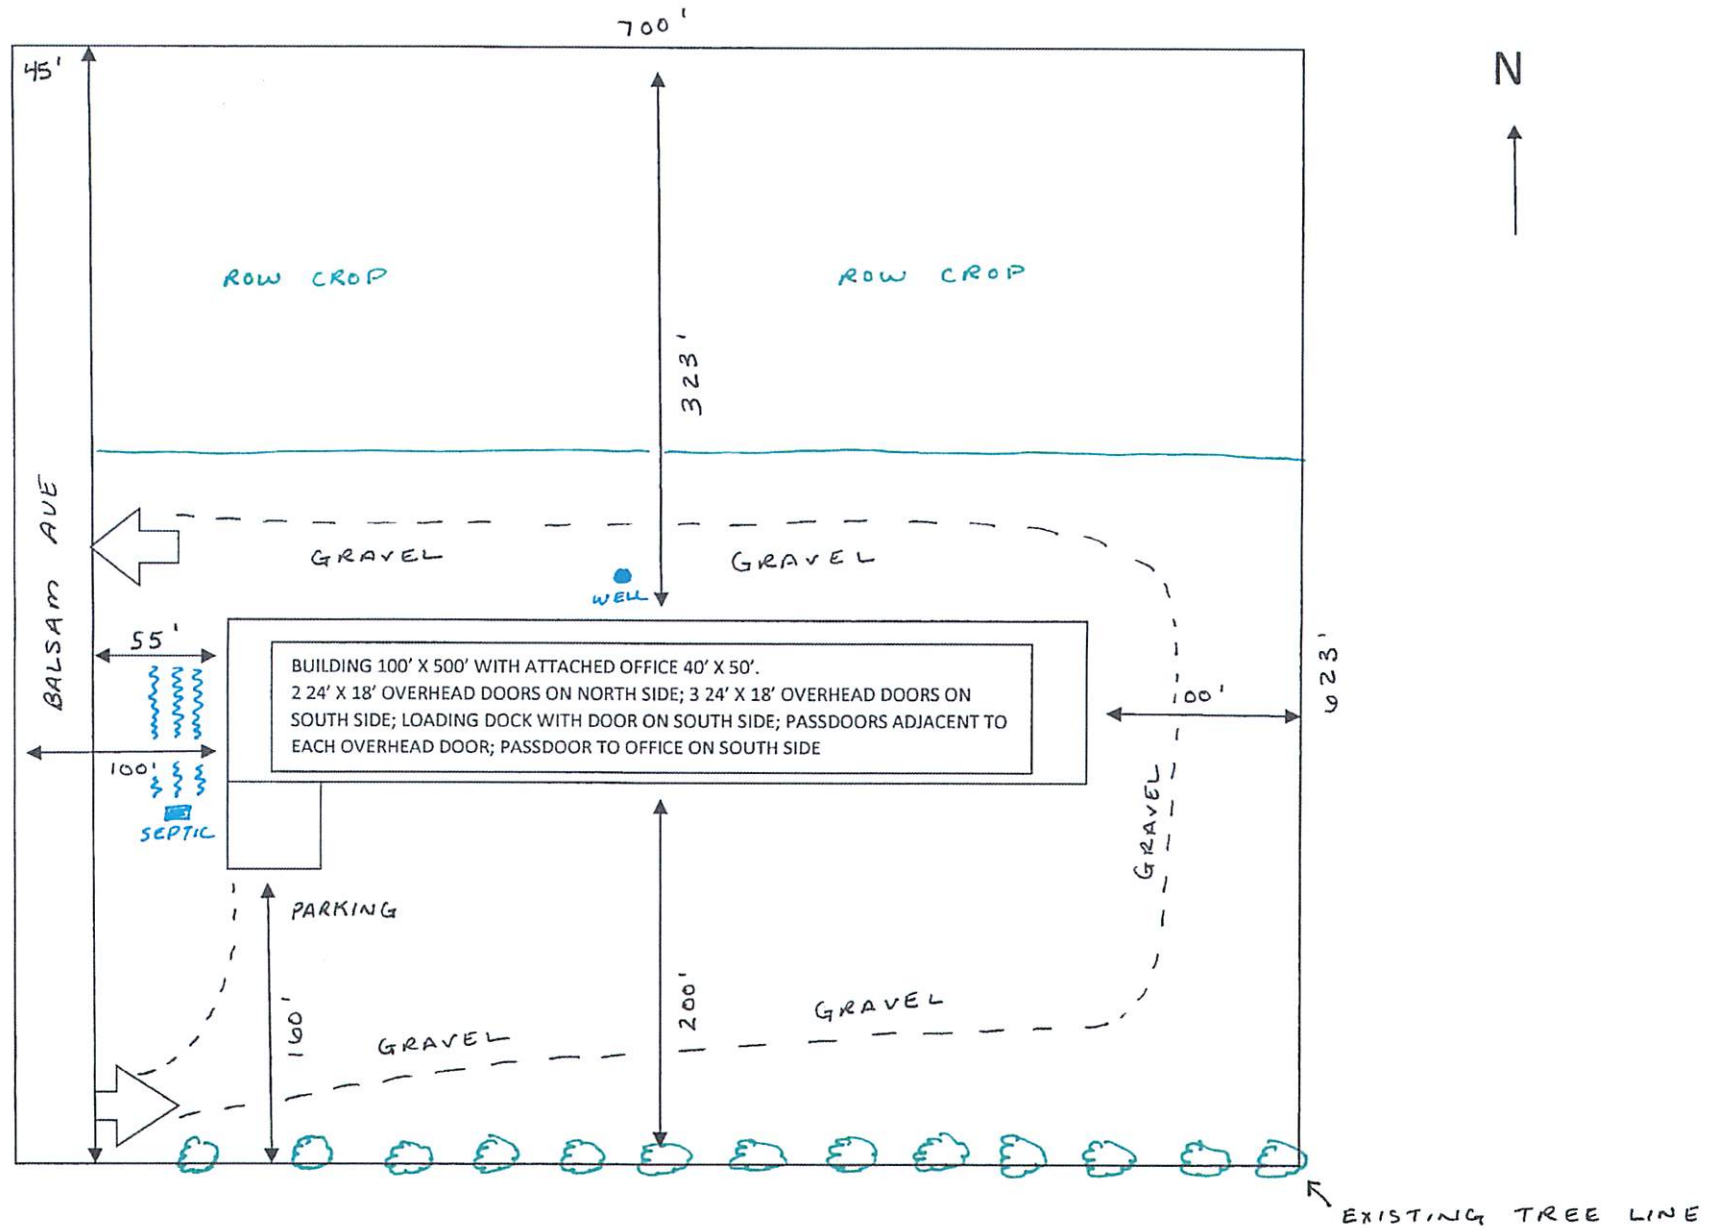 700'
45'
N
ROW CROP
ROW CROP
323'
BALSAM AVE
GRAVEL
GRAVEL
WELL
55'
BUILDING 100' X 500' WITH ATTACHED OFFICE 40' X 50'.
2 24' X 18' OVERHEAD DOORS ON NORTH SIDE; 3 24' X 18' OVERHEAD DOORS ON
SOUTH SIDE; LOADING DOCK WITH DOOR ON SOUTH SIDE; PASSDOORS ADJACENT TO
EACH OVERHEAD DOOR; PASSDOOR TO OFFICE ON SOUTH SIDE
100'
623'
100'
SEPTIC
GRAVEL
PARKING
160'
200'
GRAVEL
GRAVEL
EXISTING TREE LINE